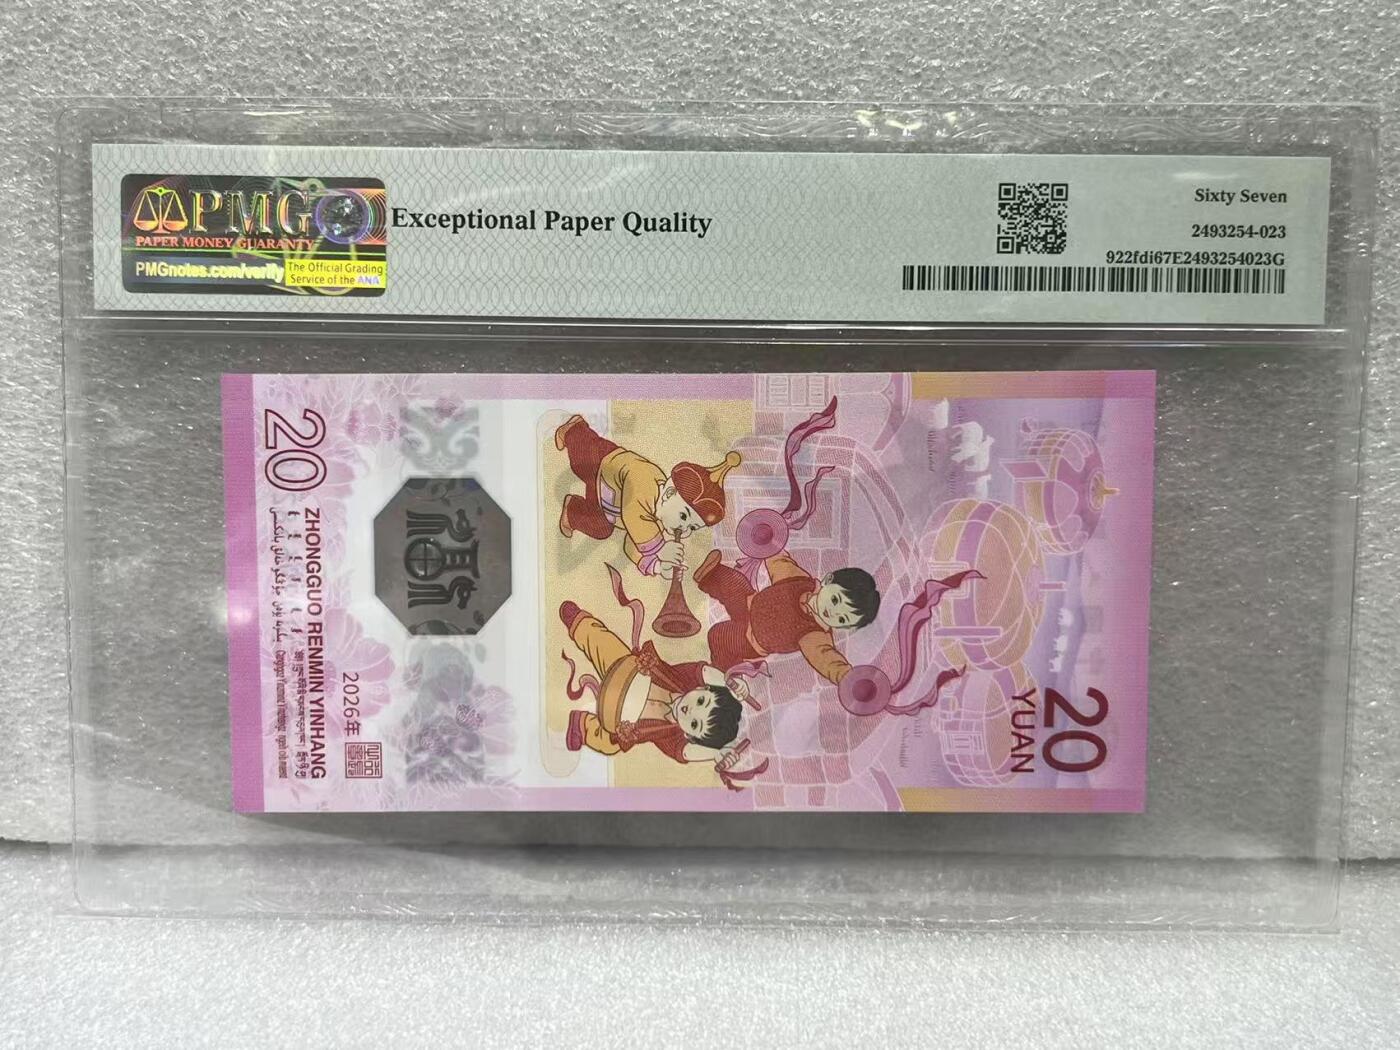 PMG
PAPER MONEY GUARANTY
PMGnotes.com/verify
The Official Grading
Service of the ANA
Exceptional Paper Quality
Sixty Seven
2493254-023
922fdi67E2493254023G
20
ZHONGGUO RENMIN YINHANG
2026年
20
YUAN